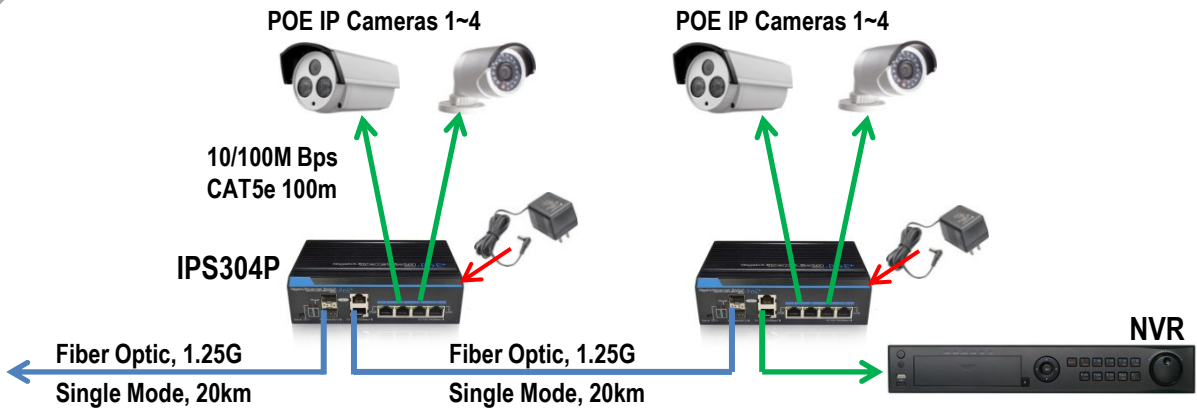 POE IP Cameras 1~4
POE IP Cameras 1~4
10/100M Bps
CAT5e 100m
IPS304P
NVR
Fiber Optic, 1.25G
Single Mode, 20km
Fiber Optic, 1.25G
Single Mode, 20km